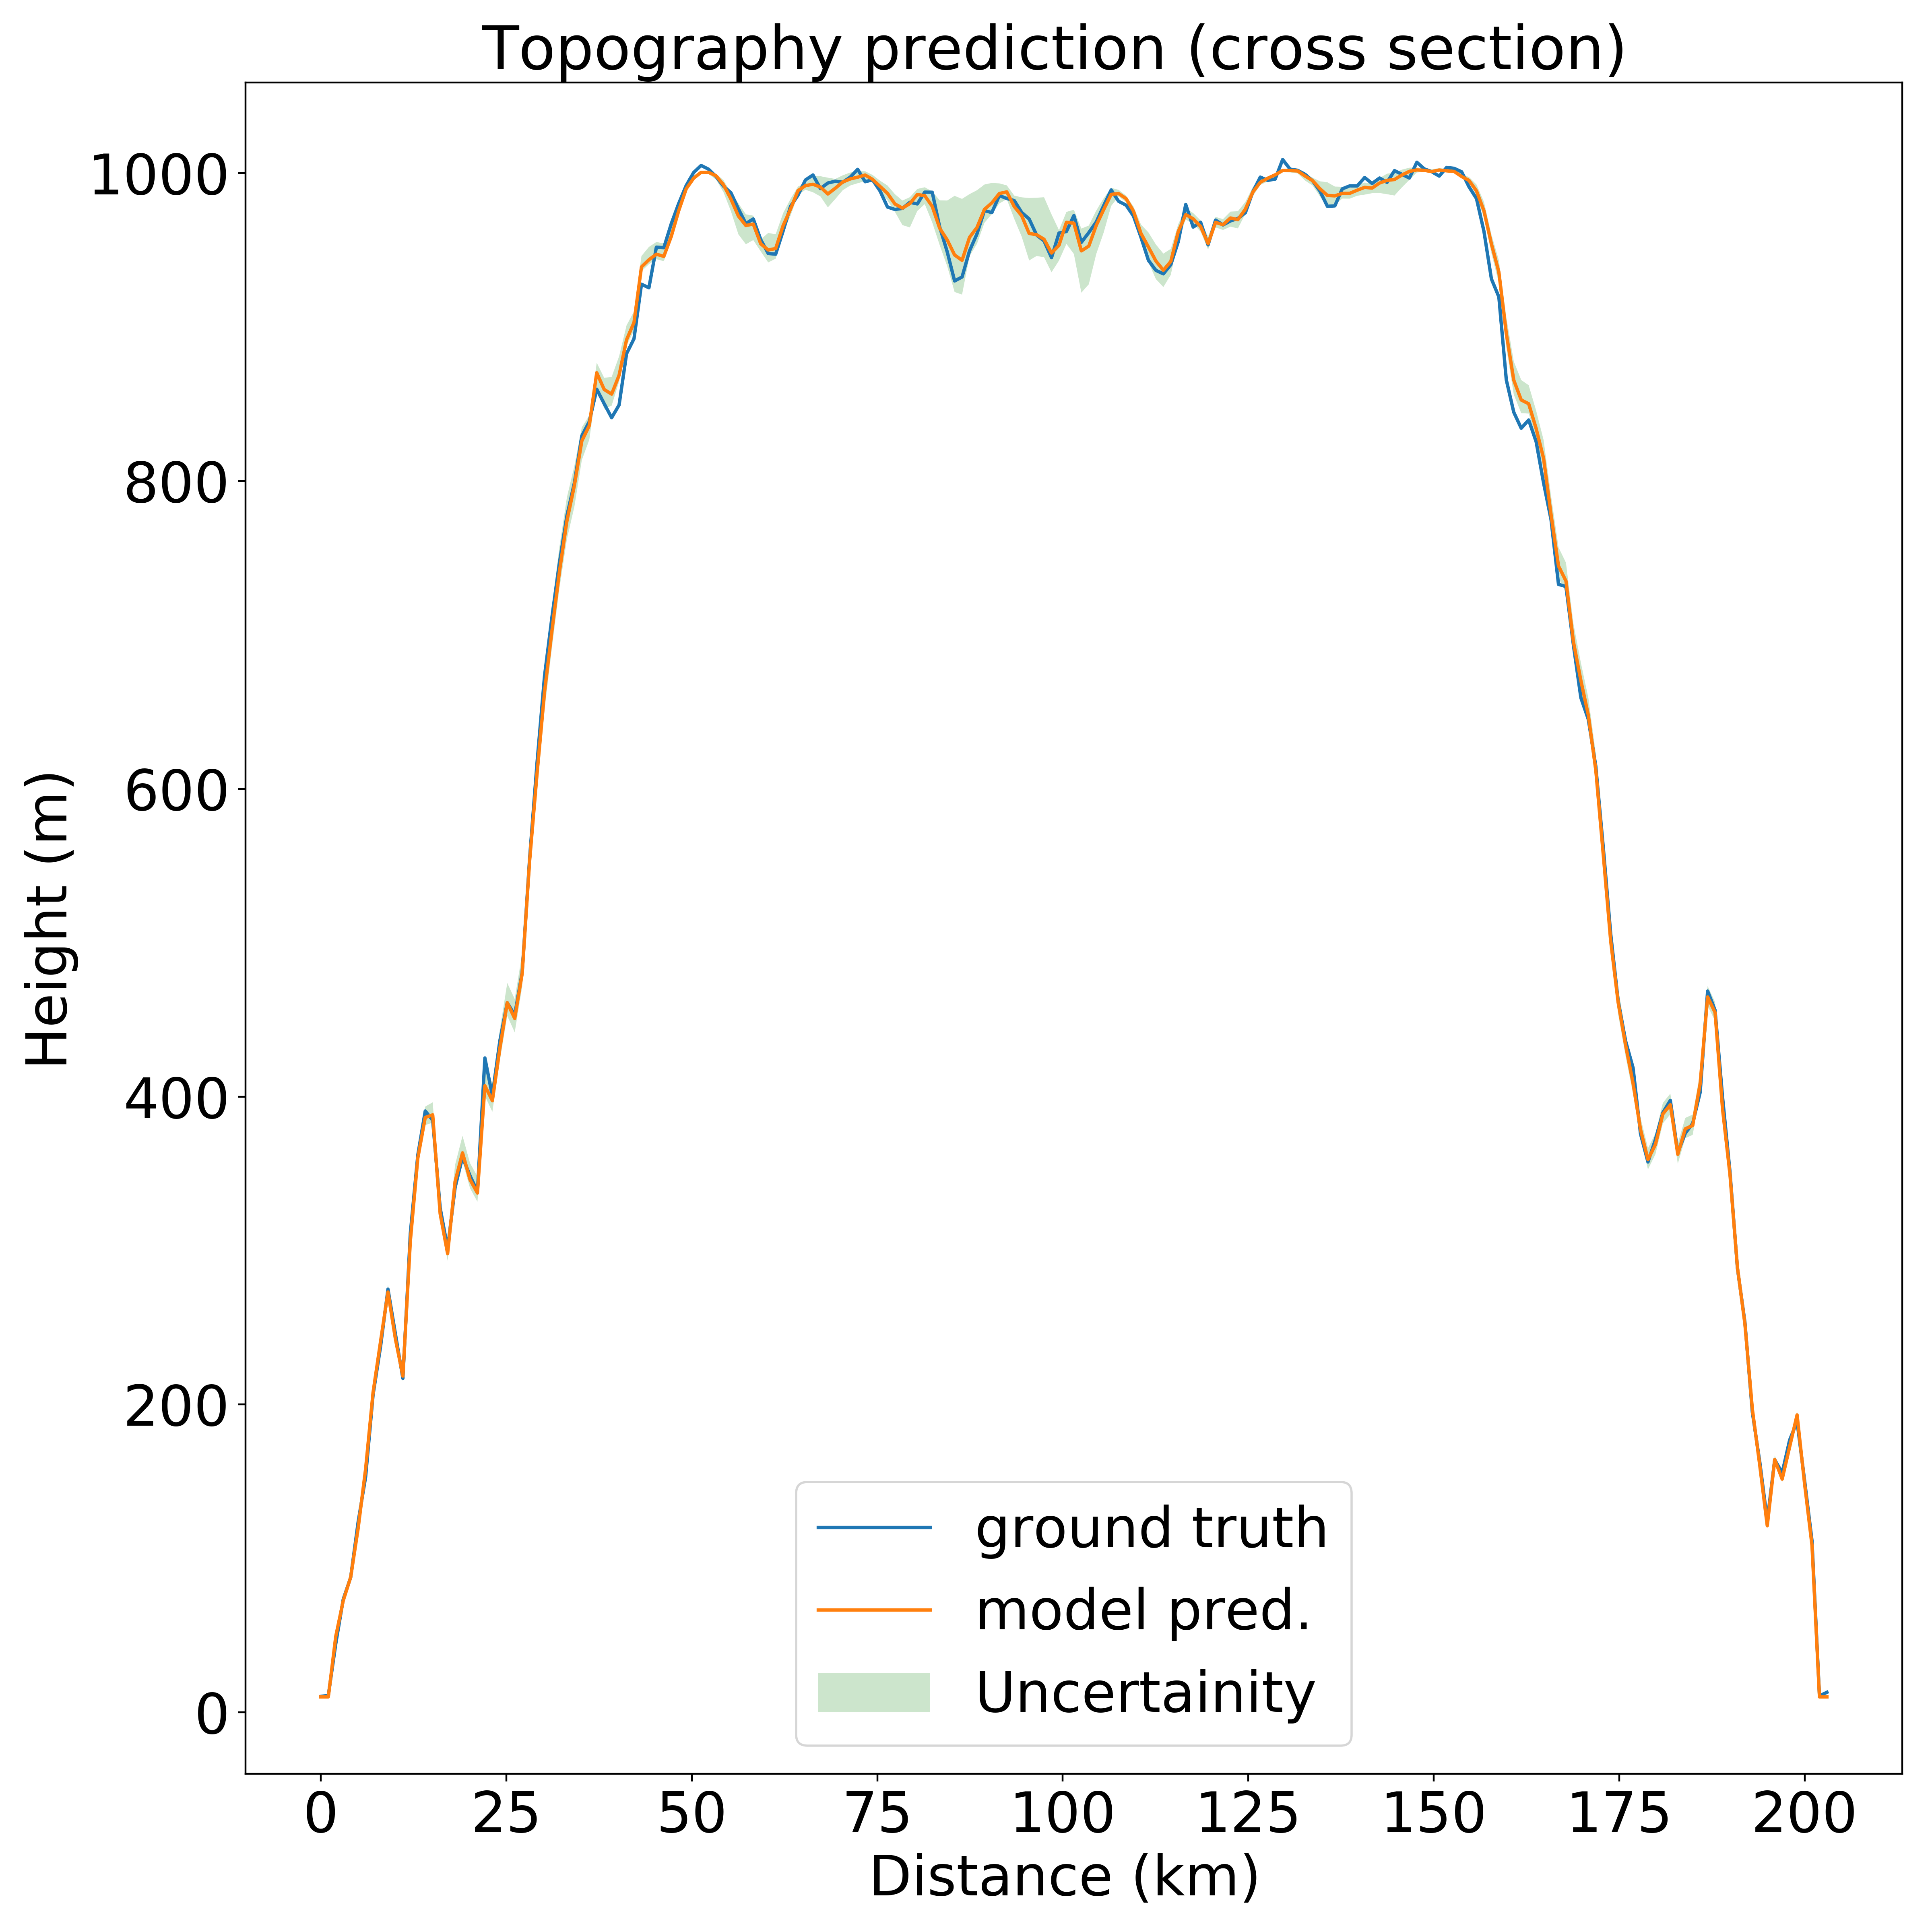 Topography prediction (cross section)
1000
800
600
400
200
0
Height (m)
ground truth
model pred.
Uncertainity
0 25 50 75 100 125 150 175 200
Distance (km)